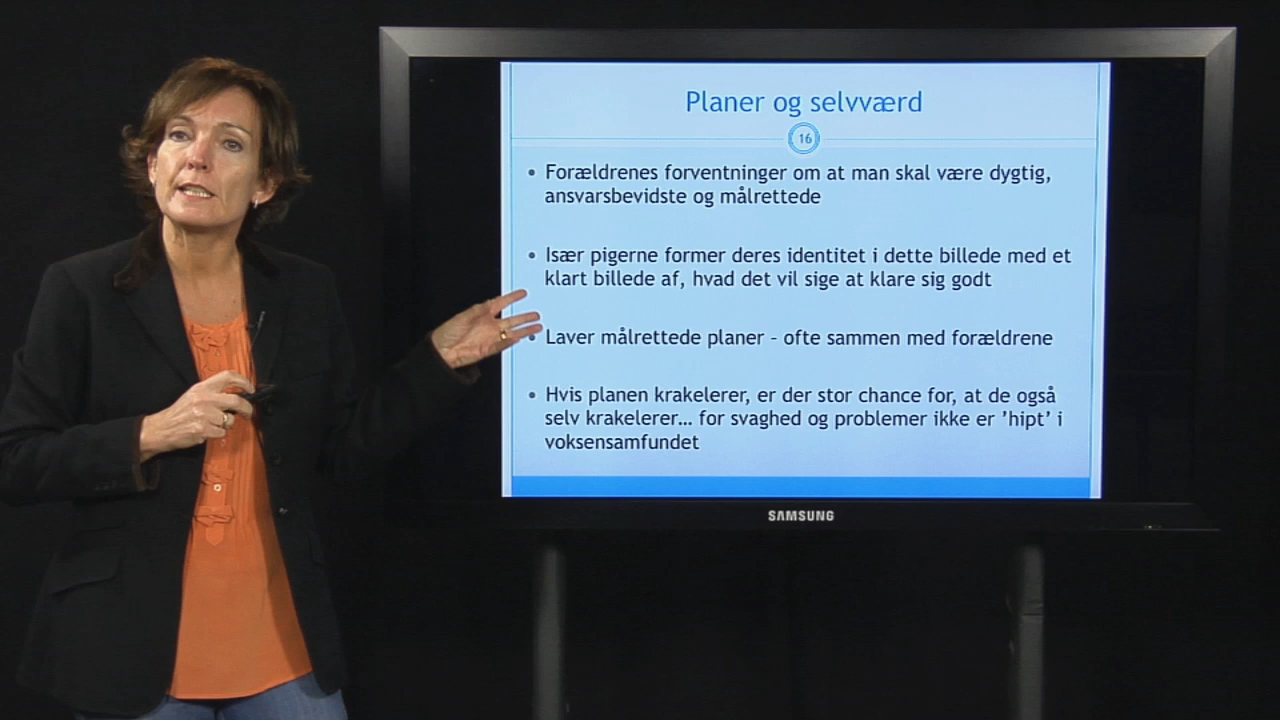 Planer og selvværd
16
• Forældrenes forventninger om at man skal være dygtig,
ansvarsbevidste og målrettede
• Især pigerne former deres identitet i dette billede med et
klart billede af, hvad det vil sige at klare sig godt
• Laver målrettede planer - ofte sammen med forældrene
• Hvis planen krakelerer, er der stor chance for, at de også
selv krakelerer… for svaghed og problemer ikke er ’hipt’ i
voksensamfundet
SAMSUNG